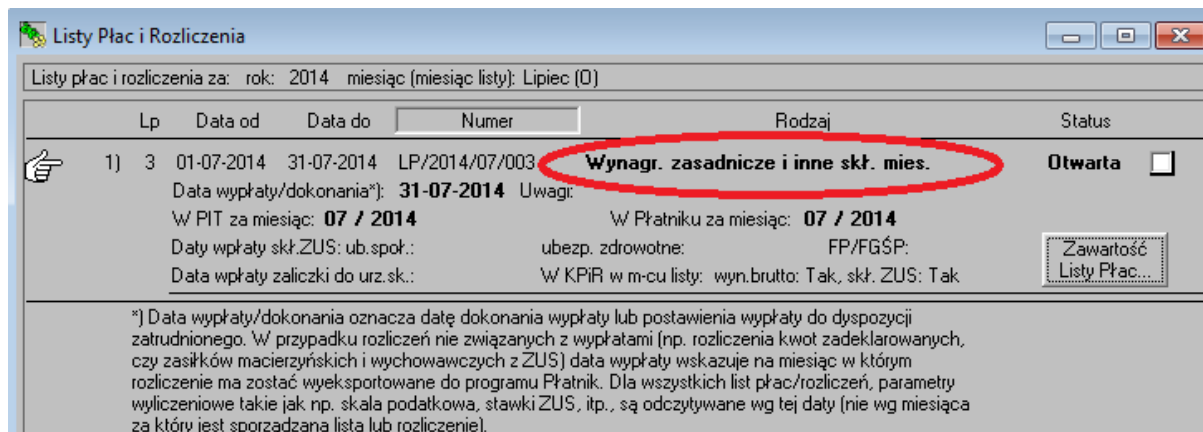 Listy Płac i Rozliczenia
Listy płac i rozliczenia za: rok: 2014 miesiąc (miesiąc listy): Lipiec (O)
Lp Data od Data do Numer Rodzaj Status
1) 3 01-07-2014 31-07-2014 LP/2014/07/003 Wynagr. zasadnicze i inne skł. mies. Otwarta
Data wypłaty/dokonania*): 31-07-2014 Uwagi:
W PIT za miesiąc: 07 / 2014 W Płatniku za miesiąc: 07 / 2014
Daty wpłaty skł.ZUS: ub.społ.: ubezp. zdrowotne: FP/FGŚP:
Data wpłaty zaliczki do urz.sk.: W KPiR w m-cu listy: wyn.brutto: Tak, skł. ZUS: Tak
Zawartość
Listy Płac...
*) Data wypłaty/dokonania oznacza datę dokonania wypłaty lub postawienia wypłaty do dyspozycji
zatrudnionego. W przypadku rozliczeń nie związanych z wypłatami (np. rozliczenia kwot zadeklarowanych,
czy zasiłków macierzyńskich i wychowawczych z ZUS) data wypłaty wskazuje na miesiąc w którym
rozliczenie ma zostać wyeksportowane do programu Płatnik. Dla wszystkich list płac/rozliczeń, parametry
wyliczeniowe takie jak np. skala podatkowa, stawki ZUS, itp., są odczytywane wg tej daty (nie wg miesiąca
za który jest sporządzana lista lub rozliczenie).